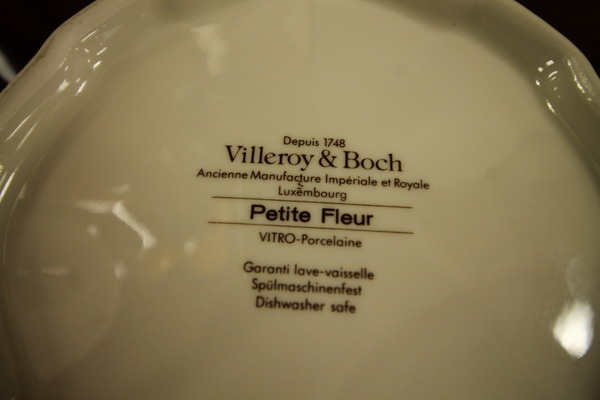 Depuis 1748
Villeroy & Boch
Ancienne Manufacture Impériale et Royale
Luxembourg
Petite Fleur
VITRO-Porcelaine
Garanti lave-vaisselle
Spülmaschinenfest
Dishwasher safe